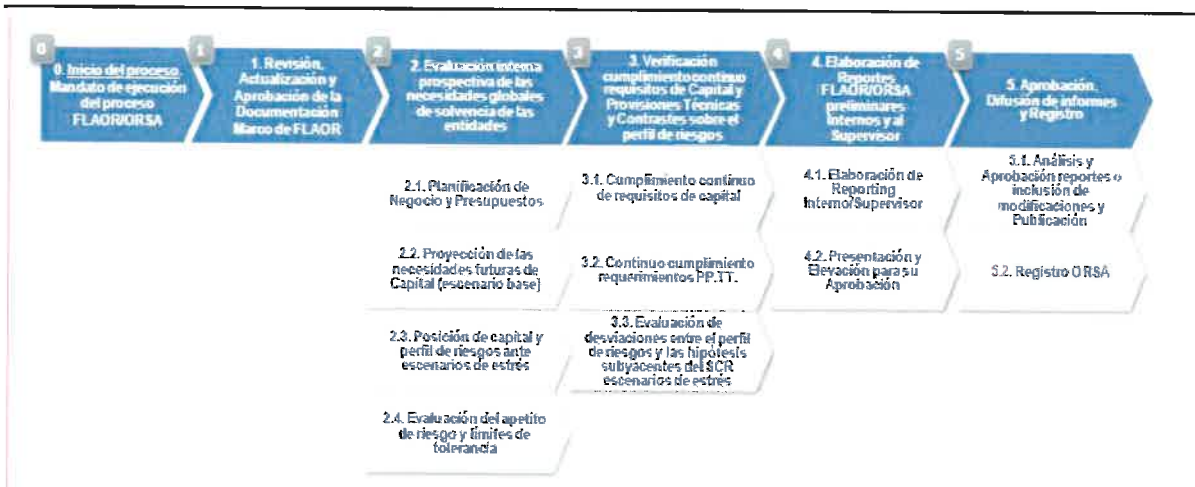 0
0. Inicio del proceso.
Mandato de ejecución
del proceso
FLAOR/ORSA
1
1. Revisión,
Actualización y
Aprobación de la
Documentación
Marco de FLAOR
2
2. Evaluación interna
prospectiva de las
necesidades globales
de solvencia de las
entidades
3
3. Verificación
cumplimiento continuo
requisitos de Capital y
Provisiones Técnicas
y Contrastes sobre el
perfil de riesgos
4
4. Elaboración de
Reportes
FLAOR/ORSA
preliminares
Internos y al
Supervisor
5
5. Aprobación,
Difusión de informes
y Registro
2.1. Planificación de
Negocio y Presupuestos
2.2. Proyección de las
necesidades futuras de
Capital (escenario base)
2.3. Posición de capital y
perfil de riesgos ante
escenarios de estrés
2.4. Evaluación del apetito
de riesgo y límites de
tolerancia
3.1. Cumplimiento continuo
de requisitos de capital
3.2. Continuo cumplimiento
requerimientos PP.TT.
3.3. Evaluación de
desviaciones entre el perfil
de riesgos y las hipótesis
subyacentes del SCR
escenarios de estrés
4.1. Elaboración de
Reporting
Interno/Supervisor
4.2. Presentación y
Elevación para su
Aprobación
5.1. Análisis y
Aprobación reportes o
inclusión de
modificaciones y
Publicación
5.2. Registro ORSA